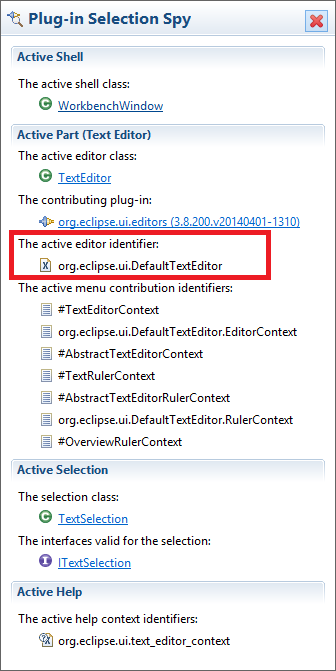 Plug-in Selection Spy
Active Shell
The active shell class:
WorkbenchWindow
Active Part (Text Editor)
The active editor class:
TextEditor
The contributing plug-in:
org.eclipse.ui.editors (3.8.200.v20140401-1310)
The active editor identifier:
org.eclipse.ui.DefaultTextEditor
The active menu contribution identifiers:
#TextEditorContext
org.eclipse.ui.DefaultTextEditor.EditorContext
#AbstractTextEditorContext
#TextRulerContext
#AbstractTextEditorRulerContext
org.eclipse.ui.DefaultTextEditor.RulerContext
#OverviewRulerContext
Active Selection
The selection class:
TextSelection
The interfaces valid for the selection:
ITextSelection
Active Help
The active help context identifiers:
org.eclipse.ui.text_editor_context